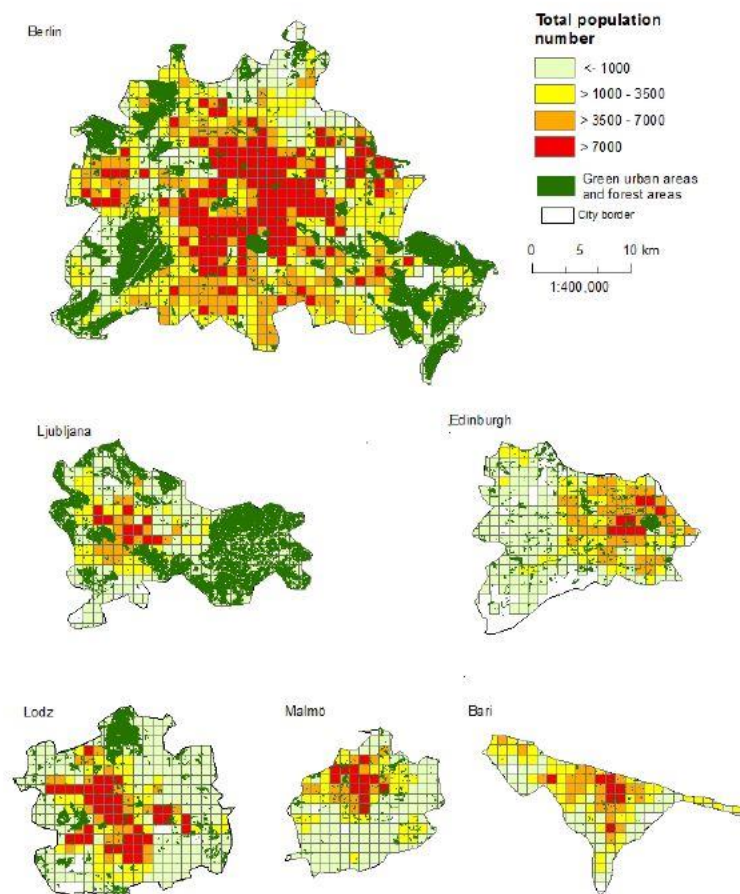 Berlin
Total population
number
<- 1000
> 1000 - 3500
> 3500 - 7000
> 7000
Green urban areas
and forest areas
City border
0 5 10 km
1:400.000
Ljubljana
Edinburgh
Lodz
Malmo
Bari